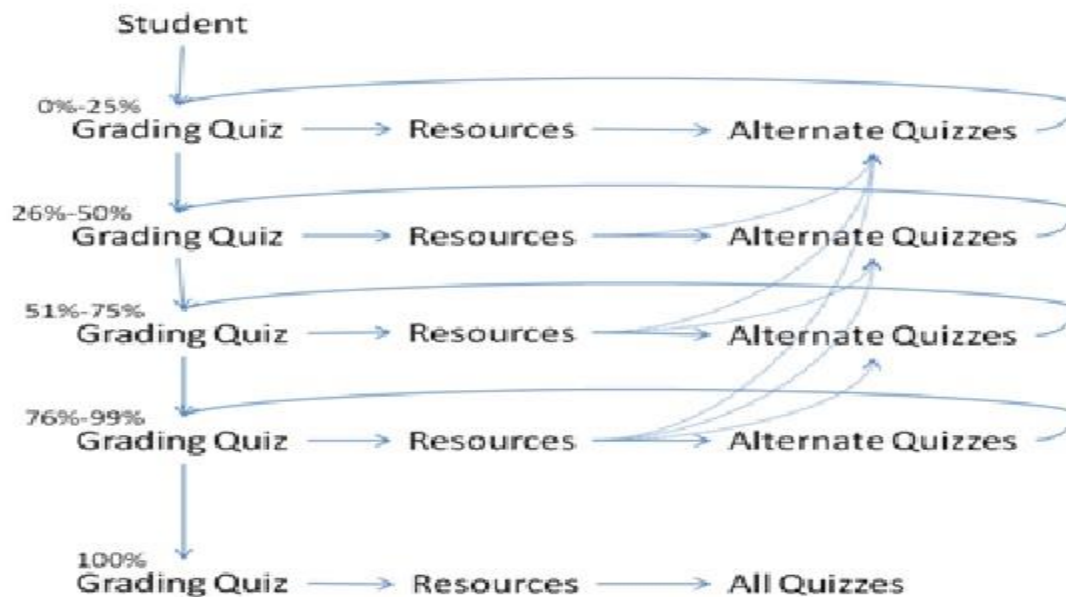 Student
0%-25%
Grading Quiz Resources Alternate Quizzes
26%-50%
Grading Quiz Resources Alternate Quizzes
51%-75%
Grading Quiz Resources Alternate Quizzes
76%-99%
Grading Quiz Resources Alternate Quizzes
100%
Grading Quiz Resources All Quizzes